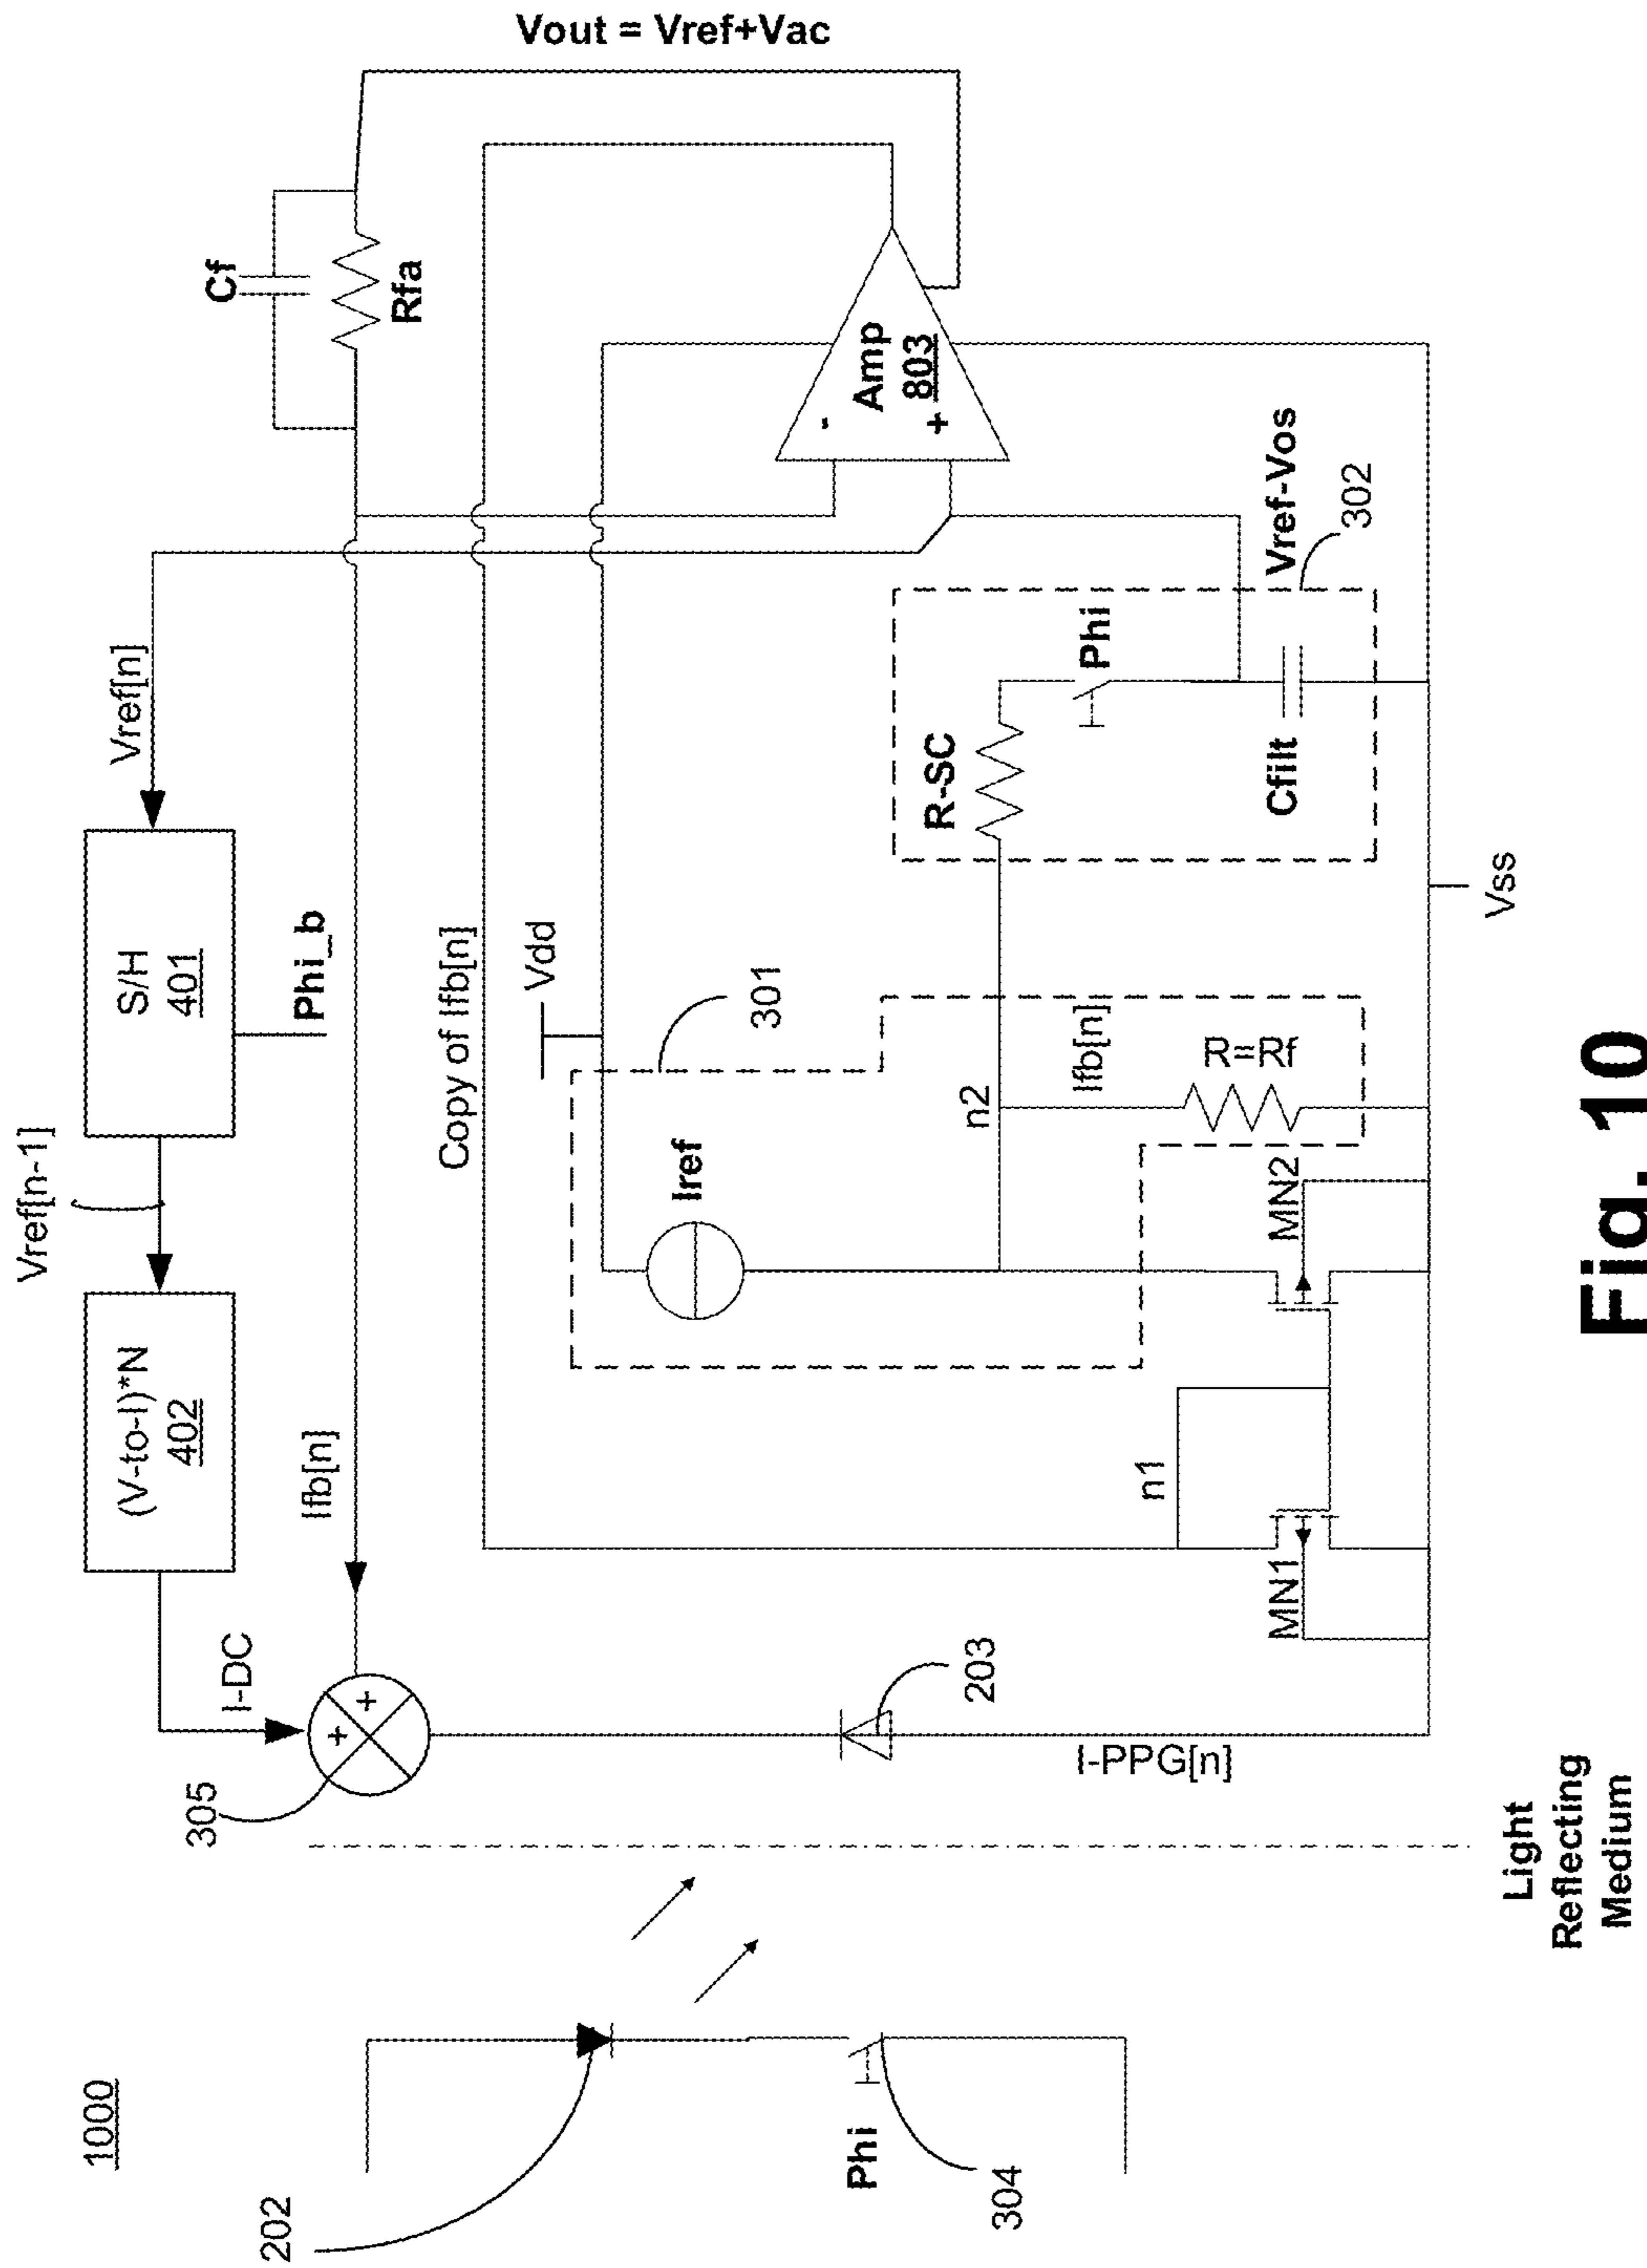 Vout = Vref+Vac
Cf
Rfa
Vref[n]
S/H
401
Phi_b
Vref[n-1]
(V-to-I)*N
402
I-DC
Ifb[n]
305
Copy of Ifb[n]
Vdd
301
Iref
Amp
803
-
+
Vref-Vos
302
R-SC
Phi
Cfilt
Vss
n2
Ifb[n]
R=Rf
MN2
n1
MN1
+
+
203
I-PPG[n]
Light
Reflecting
Medium
1000
202
Phi
304
Fig. 10